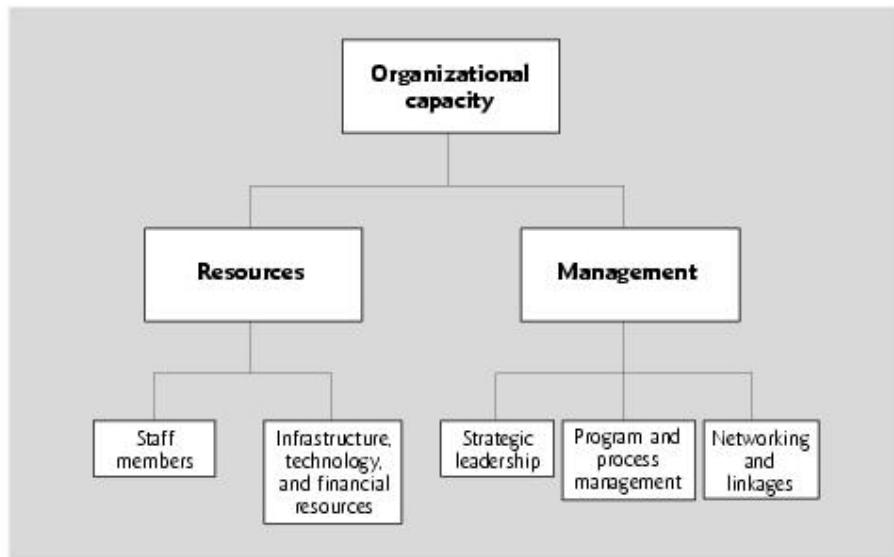 Organizational
capacity
Resources
Management
Staff
members
Infrastructure,
technology,
and financial
resources
Strategic
leadership
Program and
process
management
Networking
and
linkages